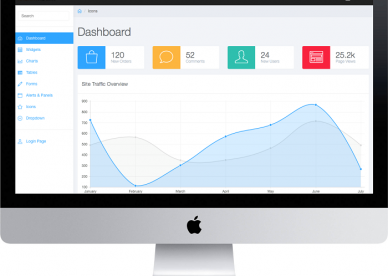 Search
Icons
Dashboard
Widgets
Charts
Tables
Forms
Alerts & Panels
Icons
Dropdown
Login Page
Dashboard
120
New Orders
52
Comments
24
New Users
25.2k
Page Views
Site Traffic Overview
900
800
700
600
500
400
300
200
100
January
February
March
April
May
June
July